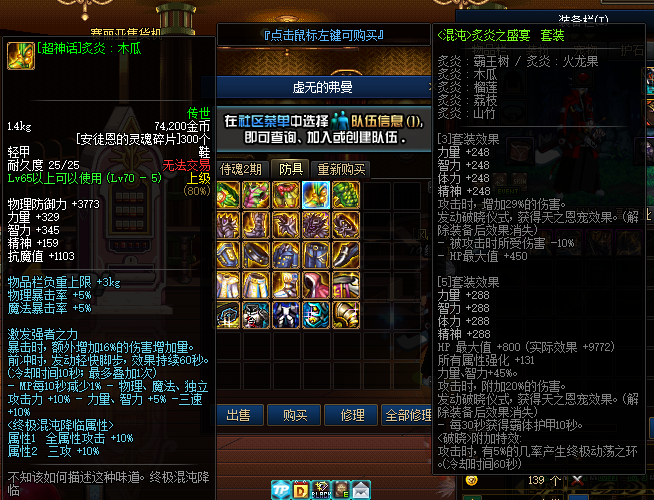 赛丽亚售货机
[超神话]炙炎：木瓜
传世
1.4kg
74,200金币
[安徒恩的灵魂碎片]300个
轻甲
鞋
耐久度 25/25
无法交易
Lv65以上可以使用 (Lv70 - 5)
上级
(80%)
物理防御力 +3773
力量 +329
智力 +345
精神 +159
抗魔值 +1103
物品栏负重上限 +3kg
物理暴击率 +5%
魔法暴击率 +5%
激发强者之力
暴击时，额外增加16%的伤害增加量。
前冲时，发动轻快脚步，效果持续60秒。
(冷却时间10秒；最多叠加1次)
- MP每10秒减少1% - 物理、魔法、独立
攻击力 +10% - 力量、智力 +5% -三速
+10%
<终极混沌降临属性>
属性1  全属性攻击 +10%
属性2  三攻 +10%
不知该如何描述这种味道。终极混沌降
临
『点击鼠标左键可购买』
虚无的弗曼
在社区菜单中选择 队伍信息(I)，
即可查询、加入或创建队伍。
侍魂2期
防具
重新购买
出售
购买
修理
全部修理
装备栏(I)
<混沌>炙炎之盛宴  套装
炙炎：霸王树 / 炙炎：火龙果
炙炎：木瓜
炙炎：榴莲
炙炎：荔枝
炙炎：山竹
[3]套装效果
力量 +248
智力 +248
体力 +248
精神 +248
攻击时，增加29%的伤害。
发动破晓仪式，获得天之恩宠效果。(解
除装备后效果消失)
- 被攻击时所受伤害 -10%
- HP最大值 +450
[5]套装效果
力量 +288
智力 +288
体力 +288
精神 +288
HP 最大值 +800 (实际效果 +9772)
所有属性强化 +131
力量、智力+45%。
攻击时，附加20%的伤害。
发动破晓仪式，获得天之恩宠效果。(解
除装备后效果消失)
- 每30秒获得霸体护甲10秒。
<破晓>附加特效:
攻击时，有5%的几率产生终极动荡之环
。(冷却时间60秒)
139 个